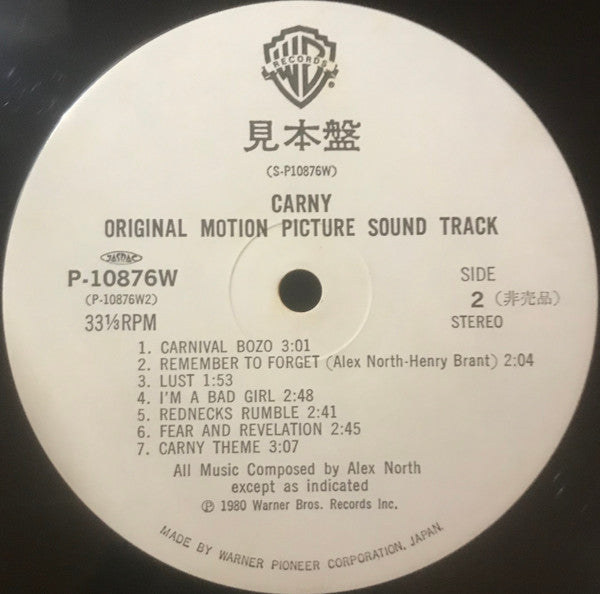 WB
RECORDS
®
見本盤
(S-P10876W)
CARNY
ORIGINAL MOTION PICTURE SOUND TRACK
JASRAC
P-10876W
(P-10876W2)
33⅓RPM
SIDE
2 (非売品)
STEREO
1. CARNIVAL BOZO 3:01
2. REMEMBER TO FORGET (Alex North-Henry Brant) 2:04
3. LUST 1:53
4. I'M A BAD GIRL 2:48
5. REDNECKS RUMBLE 2:41
6. FEAR AND REVELATION 2:45
7. CARNY THEME 3:07
All Music Composed by Alex North
except as indicated
℗ 1980 Warner Bros. Records Inc.
MADE BY WARNER PIONEER CORPORATION, JAPAN.